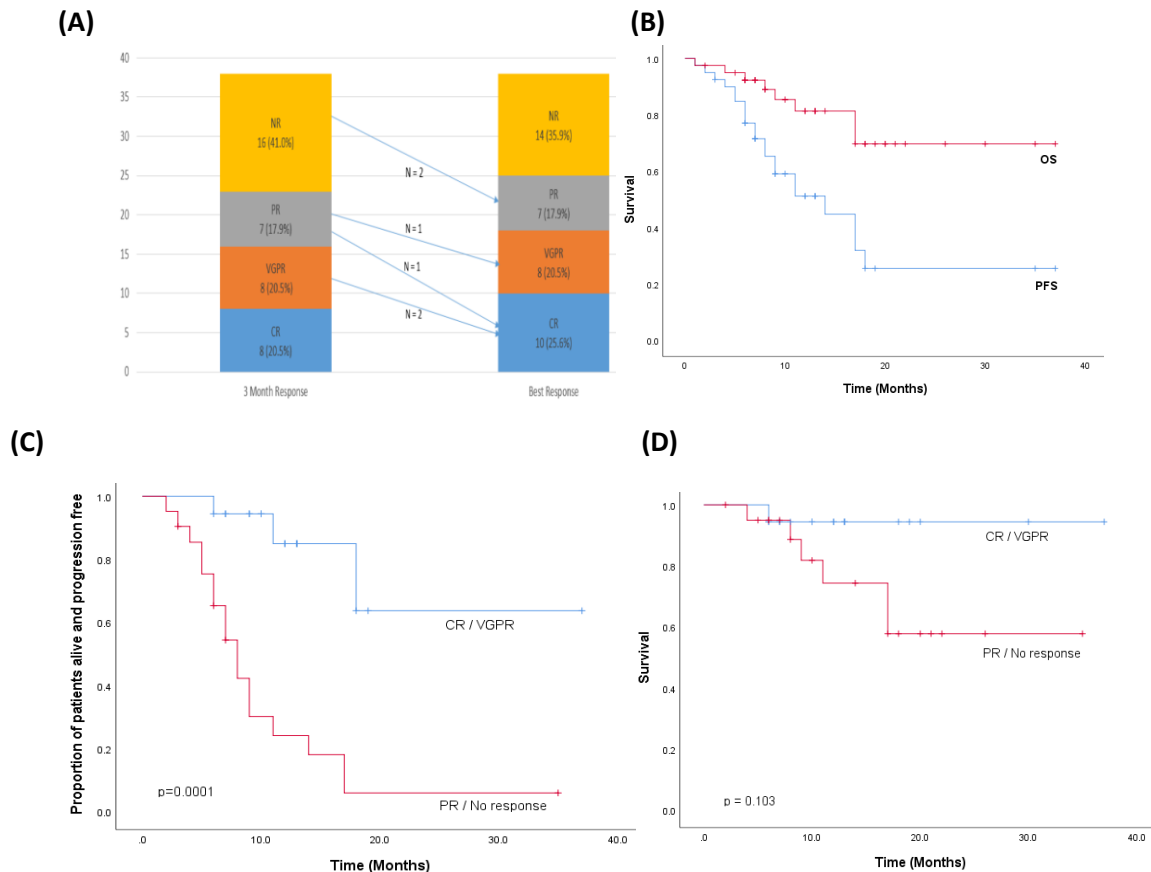 (A)
40
35
30
25
20
15
10
5
0
NR
16 (41.0%)
PR
7 (17.9%)
VGPR
8 (20.5%)
CR
8 (20.5%)
N = 2
N = 1
N = 1
N = 2
NR
14 (35.9%)
PR
7 (17.9%)
VGPR
8 (20.5%)
CR
10 (25.6%)
3 Month Response
Best Response
(B)
Survival
1.0
0.8
0.6
0.4
0.2
0.0
OS
PFS
0
10
20
30
40
Time (Months)
(C)
Proportion of patients alive and progression free
1.0
0.8
0.6
0.4
0.2
0.0
CR / VGPR
PR / No response
p=0.0001
.0
10.0
20.0
30.0
40.0
Time (Months)
(D)
Survival
1.0
0.8
0.6
0.4
0.2
0.0
CR / VGPR
PR / No response
p = 0.103
.0
10.0
20.0
30.0
40.0
Time (Months)